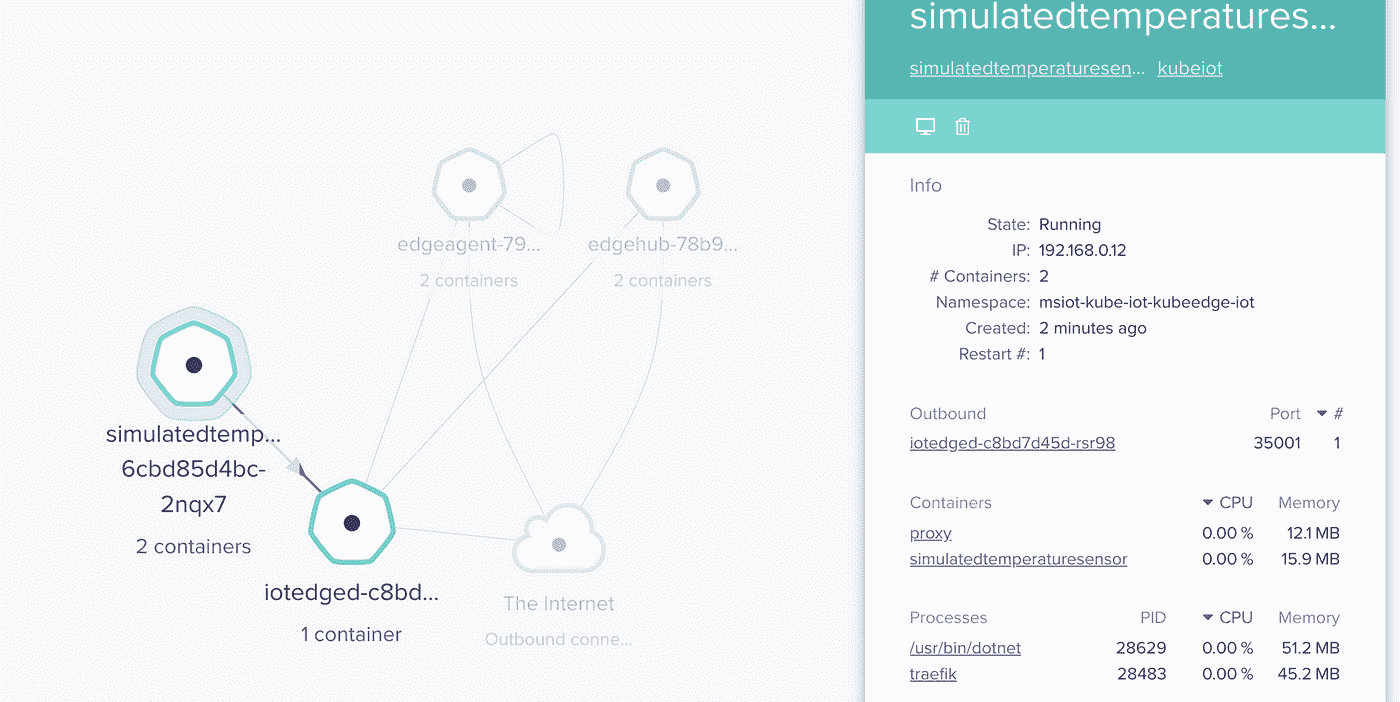 edgeagent-79...
2 containers
edgehub-78b9...
2 containers
simulatedtemp...
6cbd85d4bc-
2nqx7
2 containers
iotedged-c8bd...
1 container
The Internet
Outbound conne...
simulatedtemperatures...
simulatedtemperaturesen... kubeiot
Info
State: Running
IP: 192.168.0.12
# Containers: 2
Namespace: msiot-kube-iot-kubeedge-iot
Created: 2 minutes ago
Restart #: 1
Outbound Port #
iotedged-c8bd7d45d-rsr98 35001 1
Containers CPU Memory
proxy 0.00 % 12.1 MB
simulatedtemperaturesensor 0.00 % 15.9 MB
Processes PID CPU Memory
/usr/bin/dotnet 28629 0.00 % 51.2 MB
traefik 28483 0.00 % 45.2 MB